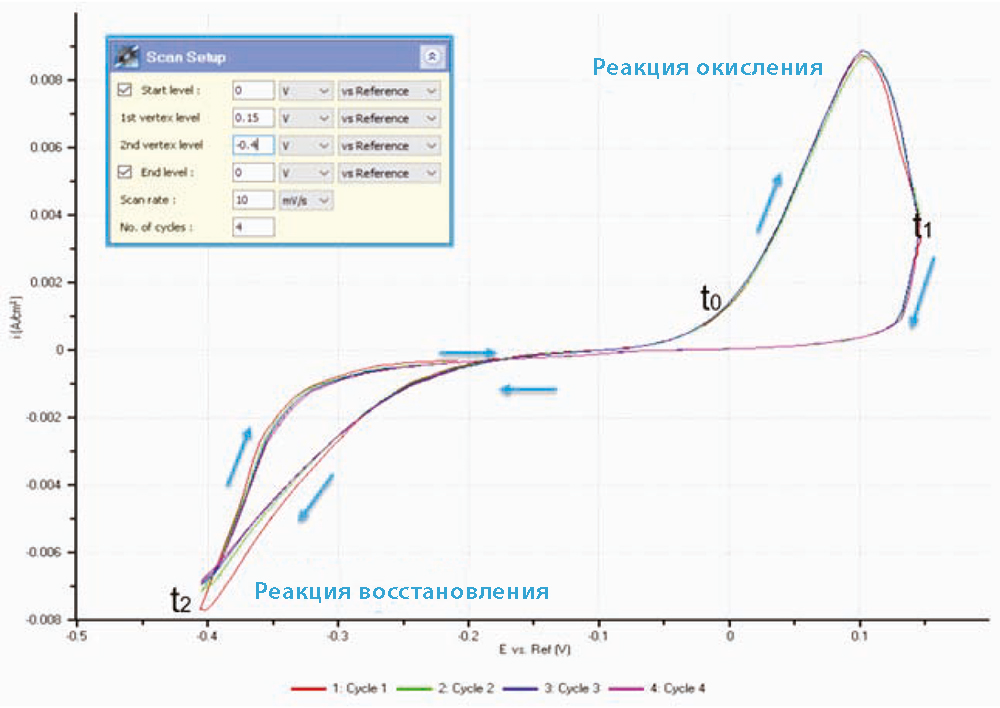 Scan Setup
Start level : 0 V vs Reference
1st vertex level 0.15 V vs Reference
2nd vertex level -0.4 V vs Reference
End level : 0 V vs Reference
Scan rate : 10 mV/s
No. of cycles : 4
Реакция окисления
0.008
0.006
0.004
0.002
0
-0.002
-0.004
-0.006
-0.008
i (A/cm²)
t0
t1
t2
Реакция восстановления
-0.5 -0.4 -0.3 -0.2 -0.1 0 0.1
E vs. Ref (V)
1: Cycle 1 2: Cycle 2 3: Cycle 3 4: Cycle 4